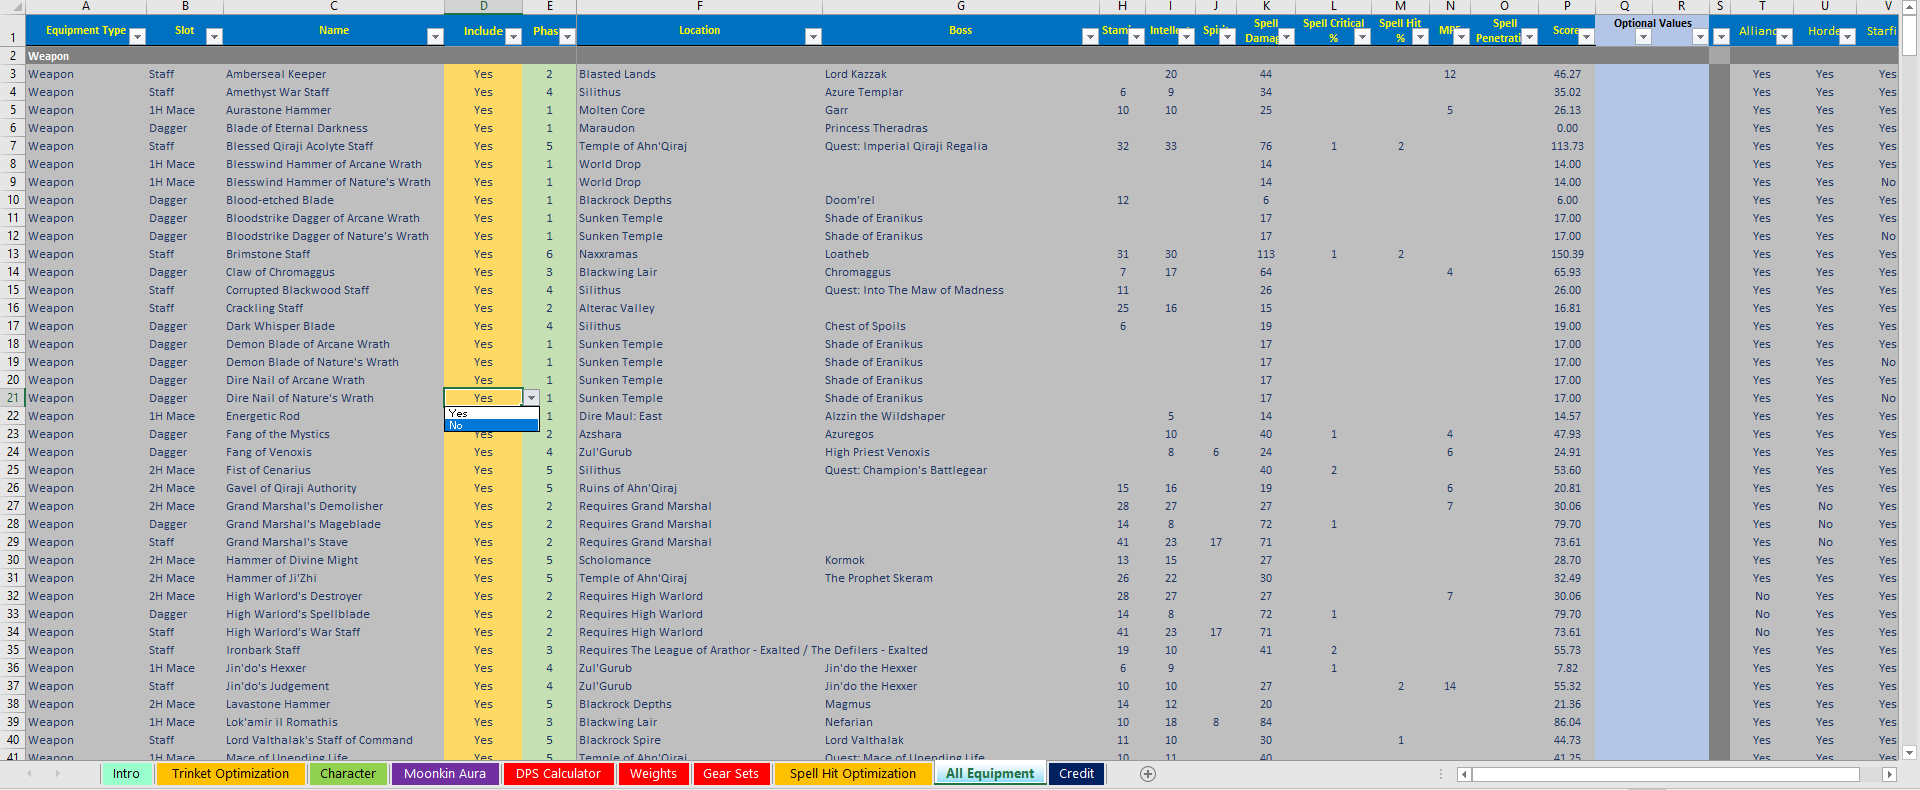 A B C D E F G H I J K L M N O P Q R S T U V
1 Equipment Type Slot Name Include Phas Location Boss Stami Intelle Spi Spell Damag Spell Critical % Spell Hit % MP Spell Penetrati Score Optional Values Allianc Horde Starfi
2 Weapon
3 Weapon Staff Amberseal Keeper Yes 2 Blasted Lands Lord Kazzak 20 44 12 46.27 Yes Yes Yes
4 Weapon Staff Amethyst War Staff Yes 4 Silithus Azure Templar 6 9 34 35.02 Yes Yes Yes
5 Weapon 1H Mace Aurastone Hammer Yes 1 Molten Core Garr 10 10 25 5 26.13 Yes Yes Yes
6 Weapon Dagger Blade of Eternal Darkness Yes 1 Maraudon Princess Theradras 0.00 Yes Yes Yes
7 Weapon Staff Blessed Qiraji Acolyte Staff Yes 5 Temple of Ahn'Qiraj Quest: Imperial Qiraji Regalia 32 33 76 1 2 113.73 Yes Yes Yes
8 Weapon 1H Mace Blesswind Hammer of Arcane Wrath Yes 1 World Drop 14 14.00 Yes Yes Yes
9 Weapon 1H Mace Blesswind Hammer of Nature's Wrath Yes 1 World Drop 14 14.00 Yes Yes No
10 Weapon Dagger Blood-etched Blade Yes 1 Blackrock Depths Doom'rel 12 6 6.00 Yes Yes Yes
11 Weapon Dagger Bloodstrike Dagger of Arcane Wrath Yes 1 Sunken Temple Shade of Eranikus 17 17.00 Yes Yes Yes
12 Weapon Dagger Bloodstrike Dagger of Nature's Wrath Yes 1 Sunken Temple Shade of Eranikus 17 17.00 Yes Yes No
13 Weapon Staff Brimstone Staff Yes 6 Naxxramas Loatheb 31 30 113 1 2 150.39 Yes Yes Yes
14 Weapon Dagger Claw of Chromaggus Yes 3 Blackwing Lair Chromaggus 7 17 64 4 65.93 Yes Yes Yes
15 Weapon Staff Corrupted Blackwood Staff Yes 4 Silithus Quest: Into The Maw of Madness 11 26 26.00 Yes Yes Yes
16 Weapon Staff Crackling Staff Yes 2 Alterac Valley 25 16 15 16.81 Yes Yes Yes
17 Weapon Dagger Dark Whisper Blade Yes 4 Silithus Chest of Spoils 6 19 19.00 Yes Yes Yes
18 Weapon Dagger Demon Blade of Arcane Wrath Yes 1 Sunken Temple Shade of Eranikus 17 17.00 Yes Yes Yes
19 Weapon Dagger Demon Blade of Nature's Wrath Yes 1 Sunken Temple Shade of Eranikus 17 17.00 Yes Yes No
20 Weapon Dagger Dire Nail of Arcane Wrath Yes 1 Sunken Temple Shade of Eranikus 17 17.00 Yes Yes Yes
21 Weapon Dagger Dire Nail of Nature's Wrath Yes 1 Sunken Temple Shade of Eranikus 17 17.00 Yes Yes No
22 Weapon 1H Mace Energetic Rod Yes 1 Dire Maul: East Alzzin the Wildshaper 5 14 14.57 Yes Yes Yes
No
23 Weapon Dagger Fang of the Mystics Yes 2 Azshara Azuregos 10 40 1 4 47.93 Yes Yes Yes
24 Weapon Dagger Fang of Venoxis Yes 4 Zul'Gurub High Priest Venoxis 8 6 24 6 24.91 Yes Yes Yes
25 Weapon 2H Mace Fist of Cenarius Yes 5 Silithus Quest: Champion's Battlegear 40 2 53.60 Yes Yes Yes
26 Weapon 2H Mace Gavel of Qiraji Authority Yes 5 Ruins of Ahn'Qiraj 15 16 19 6 20.81 Yes Yes Yes
27 Weapon 2H Mace Grand Marshal's Demolisher Yes 2 Requires Grand Marshal 28 27 27 7 30.06 Yes No Yes
28 Weapon Dagger Grand Marshal's Mageblade Yes 2 Requires Grand Marshal 14 8 72 1 79.70 Yes No Yes
29 Weapon Staff Grand Marshal's Stave Yes 2 Requires Grand Marshal 41 23 17 71 73.61 Yes No Yes
30 Weapon 2H Mace Hammer of Divine Might Yes 5 Scholomance Kormok 13 15 27 28.70 Yes Yes Yes
31 Weapon 2H Mace Hammer of Ji'Zhi Yes 5 Temple of Ahn'Qiraj The Prophet Skeram 26 22 30 32.49 Yes Yes Yes
32 Weapon 2H Mace High Warlord's Destroyer Yes 2 Requires High Warlord 28 27 27 7 30.06 No Yes Yes
33 Weapon Dagger High Warlord's Spellblade Yes 2 Requires High Warlord 14 8 72 1 79.70 No Yes Yes
34 Weapon Staff High Warlord's War Staff Yes 2 Requires High Warlord 41 23 17 71 73.61 No Yes Yes
35 Weapon Staff Ironbark Staff Yes 3 Requires The League of Arathor - Exalted / The Defilers - Exalted 19 10 41 2 55.73 Yes Yes Yes
36 Weapon 1H Mace Jin'do's Hexxer Yes 4 Zul'Gurub Jin'do the Hexxer 6 9 1 7.82 Yes Yes Yes
37 Weapon Staff Jin'do's Judgement Yes 4 Zul'Gurub Jin'do the Hexxer 10 10 27 2 14 55.32 Yes Yes Yes
38 Weapon 2H Mace Lavastone Hammer Yes 5 Blackrock Depths Magmus 14 12 20 21.36 Yes Yes Yes
39 Weapon 1H Mace Lok'amir il Romathis Yes 3 Blackwing Lair Nefarian 10 18 8 84 86.04 Yes Yes Yes
40 Weapon Staff Lord Valthalak's Staff of Command Yes 5 Blackrock Spire Lord Valthalak 11 10 30 1 44.73 Yes Yes Yes
41 Weapon 1H Mace Mace of Unending Life Yes 5 Temple of Ahn'Qiraj Quest: Mace of Unending Life 10 11 40 41.25 Yes Yes Yes
Intro Trinket Optimization Character Moonkin Aura DPS Calculator Weights Gear Sets Spell Hit Optimization All Equipment Credit